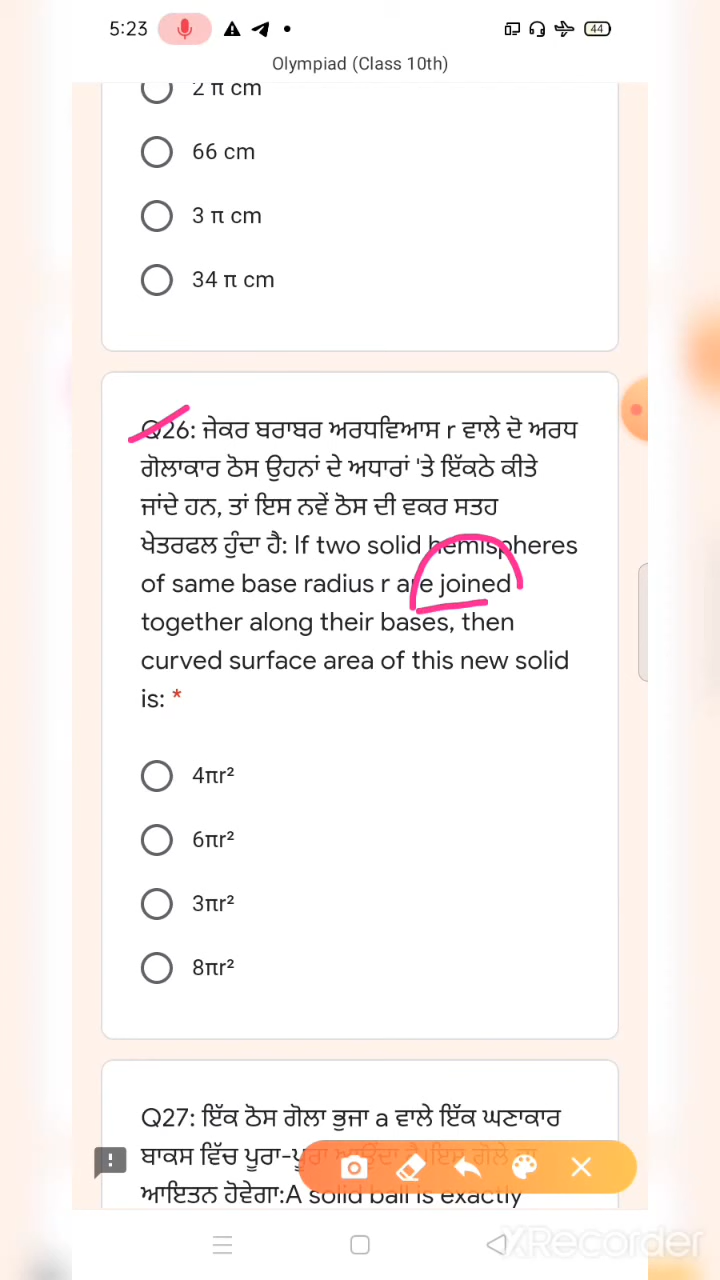 5:23
44
Olympiad (Class 10th)
2 π cm
66 cm
3 π cm
34 π cm
Q26: ਜੇਕਰ ਬਰਾਬਰ ਅਰਧਵਿਆਸ r ਵਾਲੇ ਦੋ ਅਰਧ
ਗੋਲਾਕਾਰ ਠੋਸ ਉਹਨਾਂ ਦੇ ਅਧਾਰਾਂ 'ਤੇ ਇੱਕਠੇ ਕੀਤੇ
ਜਾਂਦੇ ਹਨ, ਤਾਂ ਇਸ ਨਵੇਂ ਠੋਸ ਦੀ ਵਕਰ ਸਤਹ
ਖੇਤਰਫਲ ਹੁੰਦਾ ਹੈ: If two solid hemispheres
of same base radius r are joined
together along their bases, then
curved surface area of this new solid
is: *
4πr²
6πr²
3πr²
8πr²
Q27: ਇੱਕ ਠੋਸ ਗੋਲਾ ਭੁਜਾ a ਵਾਲੇ ਇੱਕ ਘਣਾਕਾਰ
ਬਾਕਸ ਵਿੱਚ ਪੂਰਾ-ਪੂਰਾ ਆਉਂਦਾ ਹੈ।ਇਸ ਗੋਲੇ ਦਾ
ਆਇਤਨ ਹੋਵੇਗਾ:A solid ball is exactly
XRecorder